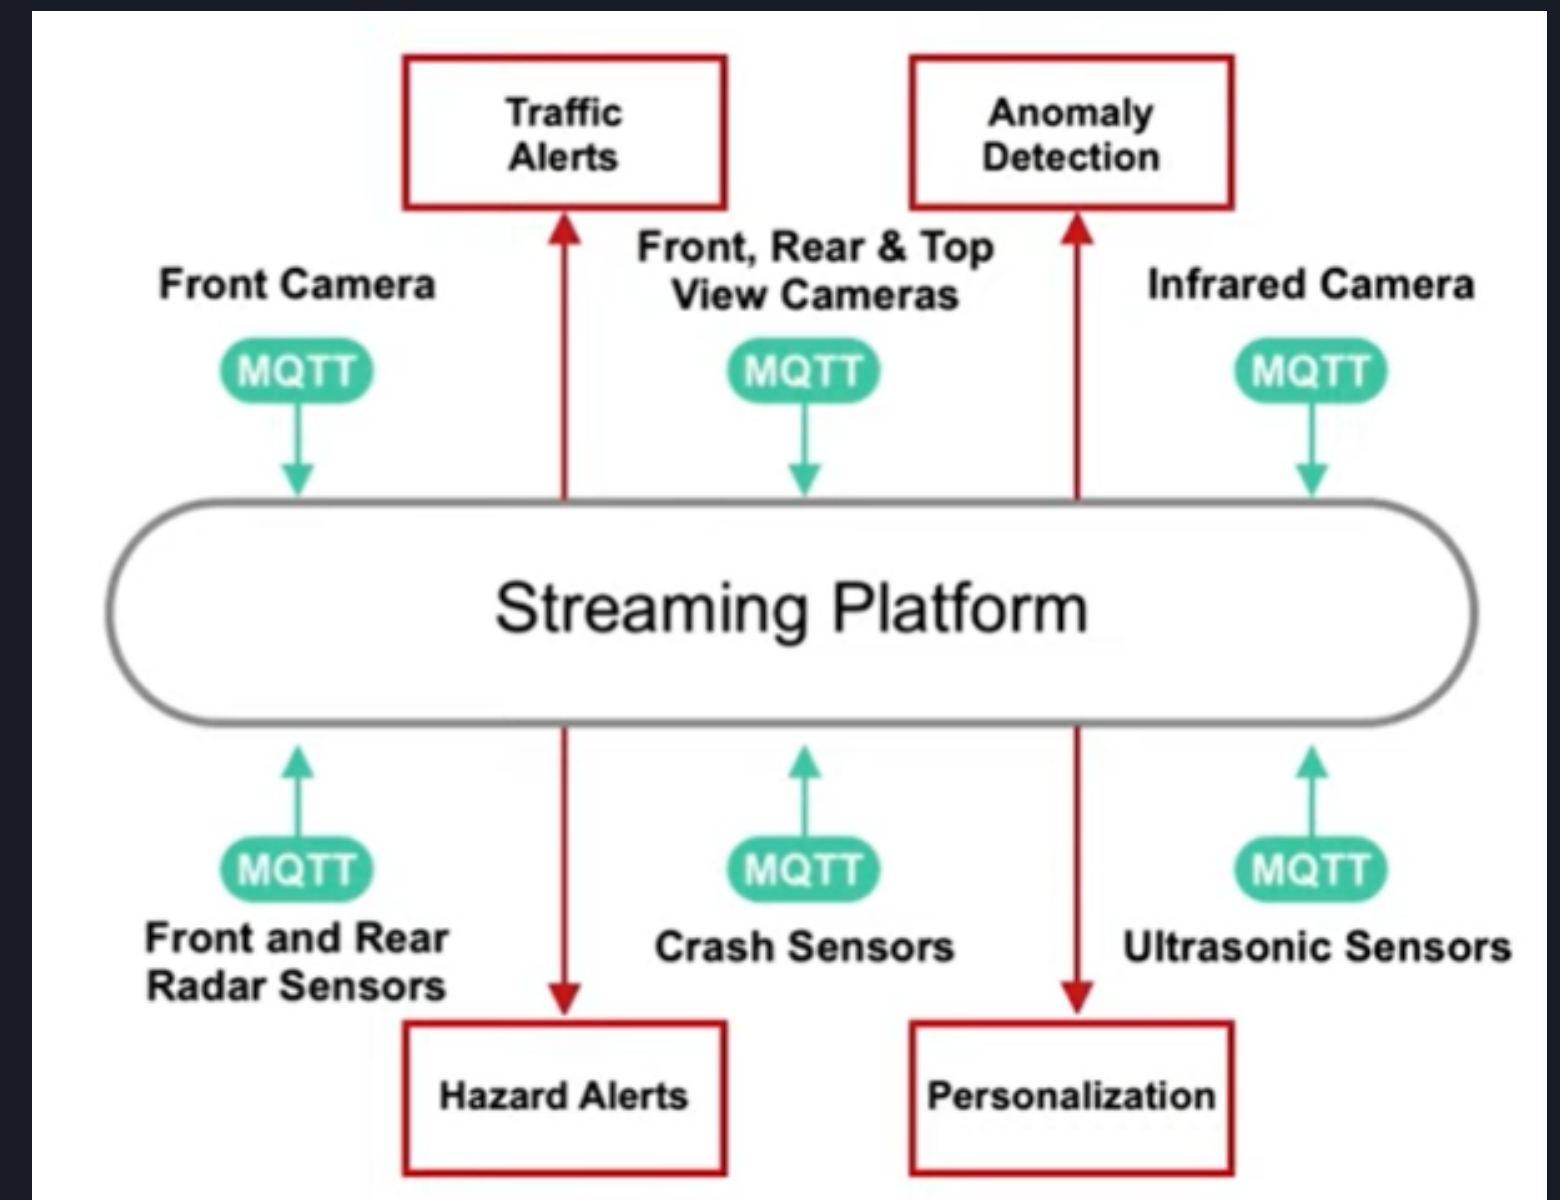 Traffic
Alerts
Anomaly
Detection
Front Camera
Front, Rear & Top
View Cameras
Infrared Camera
MQTT
MQTT
MQTT
Streaming Platform
MQTT
MQTT
MQTT
Front and Rear
Radar Sensors
Crash Sensors
Ultrasonic Sensors
Hazard Alerts
Personalization